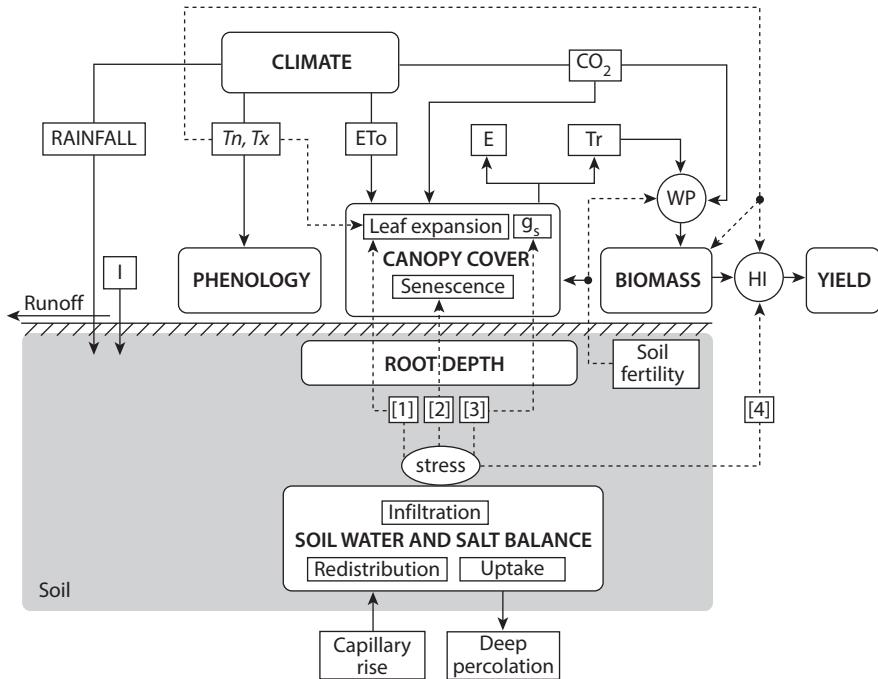 CLIMATE
CO2
RAINFALL
Tn, Tx
ETo
E
Tr
WP
Leaf expansion
gs
CANOPY COVER
Senescence
I
PHENOLOGY
BIOMASS
HI
YIELD
Runoff
ROOT DEPTH
Soil
fertility
[1]
[2]
[3]
[4]
stress
Infiltration
SOIL WATER AND SALT BALANCE
Redistribution
Uptake
Soil
Capillary
rise
Deep
percolation